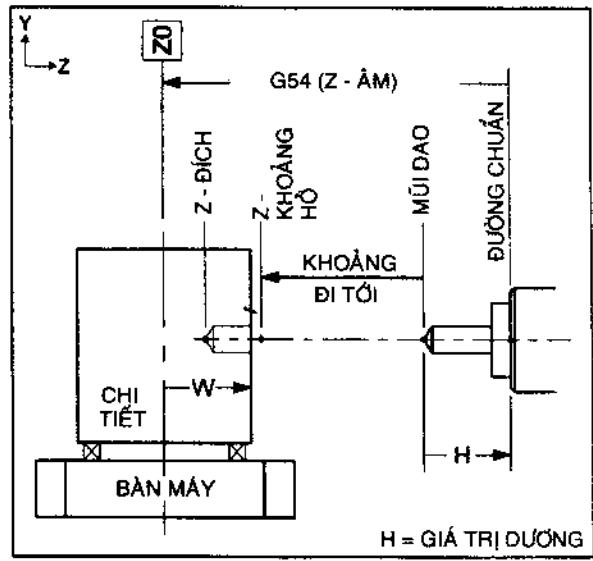 Y
Z
Z0
G54 (Z - ÂM)
Z - ĐÍCH
Z -
KHOẢNG
HỞ
MŨI DAO
ĐƯỜNG CHUẨN
KHOẢNG
ĐI TỚI
CHI
TIẾT
W
H
BÀN MÁY
H = GIÁ TRỊ DƯƠNG